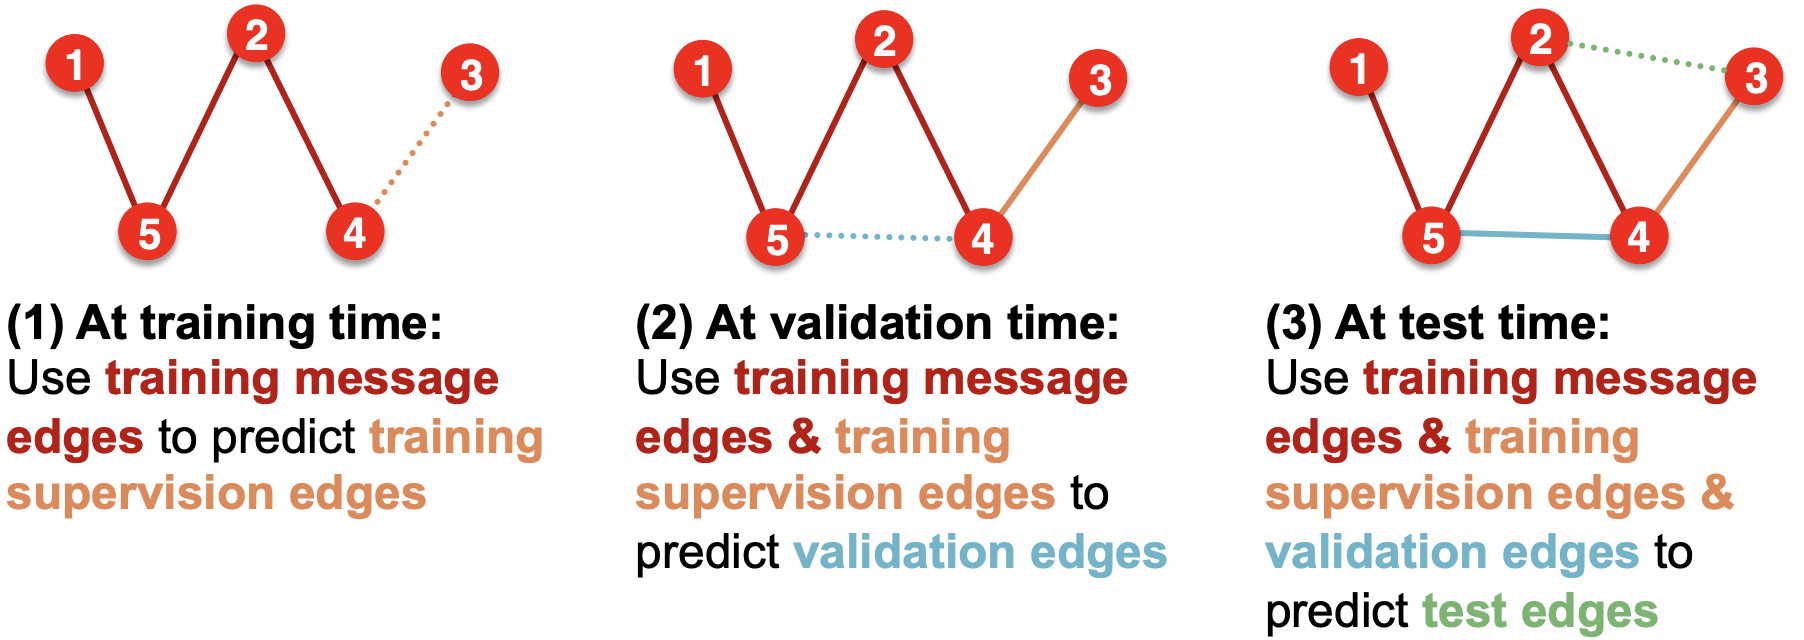 1
2
3
5
4
(1) At training time:
Use training message
edges to predict training
supervision edges
1
2
3
5
4
(2) At validation time:
Use training message
edges & training
supervision edges to
predict validation edges
1
2
3
5
4
(3) At test time:
Use training message
edges & training
supervision edges &
validation edges to
predict test edges